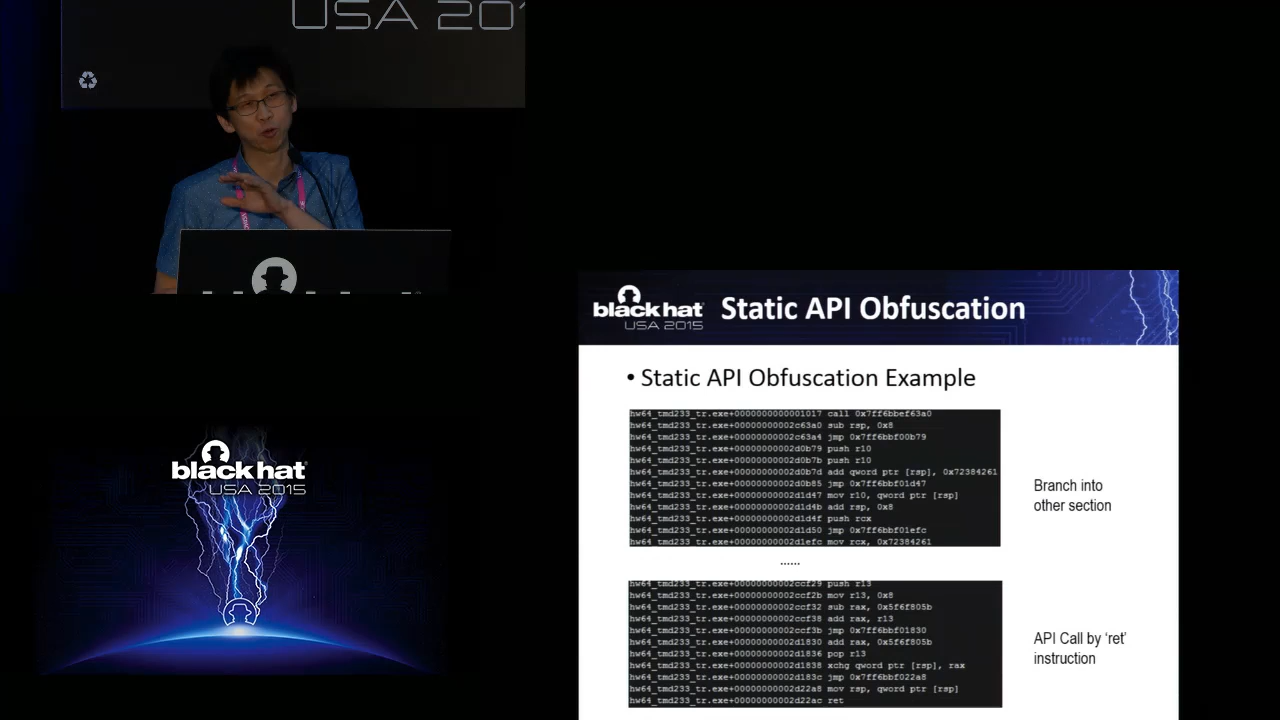 USA 20
black hat
USA 2015
black hat
USA 2015
Static API Obfuscation
• Static API Obfuscation Example
hw64_tmd233_tr.exe+0000000000001017 call 0x7ff6bbef63a0
hw64_tmd233_tr.exe+00000000002c63a0 sub rsp, 0x8
hw64_tmd233_tr.exe+00000000002c63a4 jmp 0x7ff6bbf00b79
hw64_tmd233_tr.exe+00000000002d0b79 push r10
hw64_tmd233_tr.exe+00000000002d0b7b push r10
hw64_tmd233_tr.exe+00000000002d0b7d add qword ptr [rsp], 0x72384261
hw64_tmd233_tr.exe+00000000002d0b85 jmp 0x7ff6bbf01d47
hw64_tmd233_tr.exe+00000000002d1d47 mov r10, qword ptr [rsp]
hw64_tmd233_tr.exe+00000000002d1d4b add rsp, 0x8
hw64_tmd233_tr.exe+00000000002d1d4f push rcx
hw64_tmd233_tr.exe+00000000002d1d50 jmp 0x7ff6bbf01efc
hw64_tmd233_tr.exe+00000000002d1efc mov rcx, 0x72384261
Branch into
other section
......
hw64_tmd233_tr.exe+00000000002ccf29 push r13
hw64_tmd233_tr.exe+00000000002ccf2b mov r13, 0x8
hw64_tmd233_tr.exe+00000000002ccf32 sub rax, 0x5f6f805b
hw64_tmd233_tr.exe+00000000002ccf38 add rax, r13
hw64_tmd233_tr.exe+00000000002ccf3b jmp 0x7ff6bbf01830
hw64_tmd233_tr.exe+00000000002d1830 add rax, 0x5f6f805b
hw64_tmd233_tr.exe+00000000002d1836 pop r13
hw64_tmd233_tr.exe+00000000002d1838 xchg qword ptr [rsp], rax
hw64_tmd233_tr.exe+00000000002d183c jmp 0x7ff6bbf022a8
hw64_tmd233_tr.exe+00000000002d22a8 mov rsp, qword ptr [rsp]
hw64_tmd233_tr.exe+00000000002d22ac ret
API Call by 'ret'
instruction